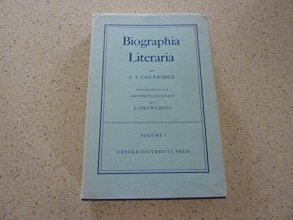 Biographia
Literaria
BY
S. T. COLERIDGE
EDITED WITH HIS
AESTHETICAL ESSAYS
BY
J. SHAWCROSS
VOLUME I
OXFORD UNIVERSITY PRESS